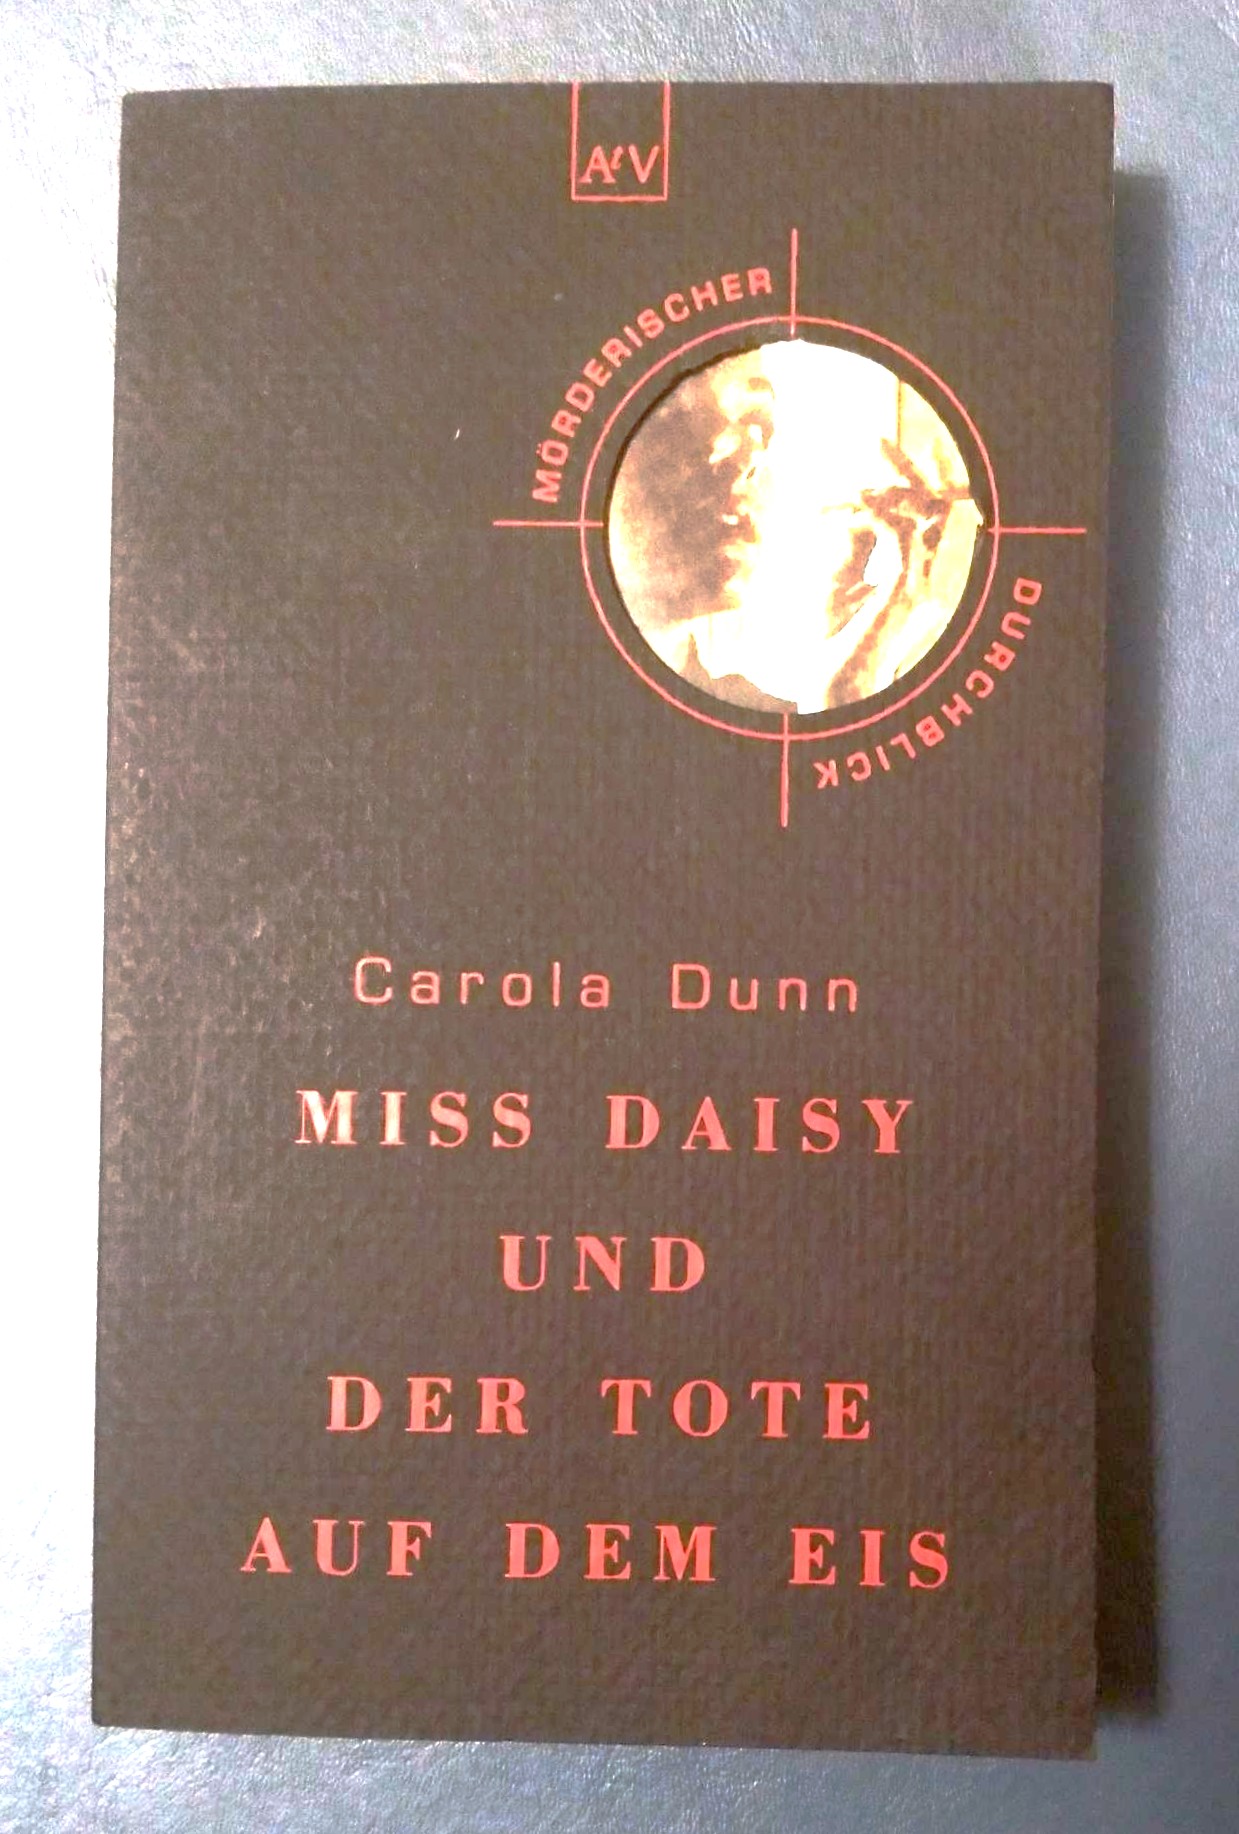 AtV
MÖRDERISCHER
DURCHBLICK
Carola Dunn
MISS DAISY
UND
DER TOTE
AUF DEM EIS